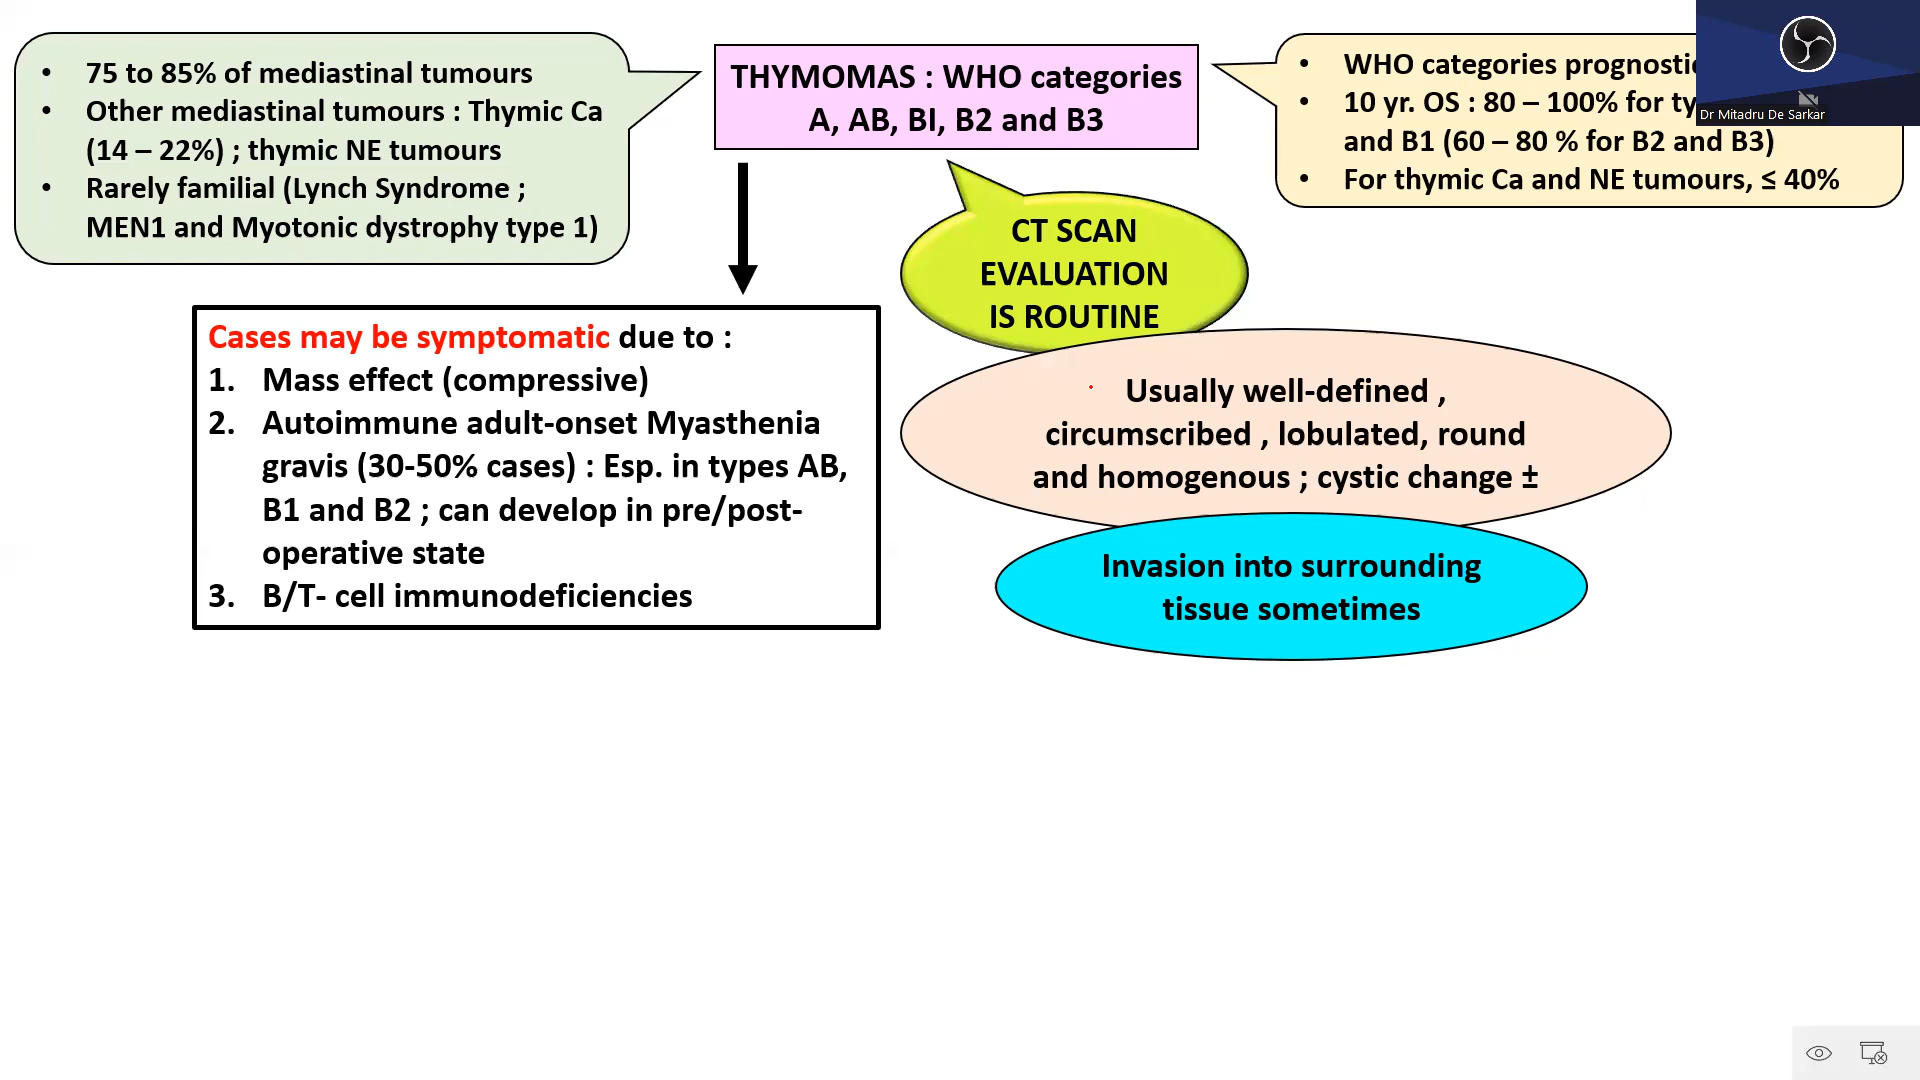 • 75 to 85% of mediastinal tumours
• Other mediastinal tumours : Thymic Ca
(14 – 22%) ; thymic NE tumours
• Rarely familial (Lynch Syndrome ;
MEN1 and Myotonic dystrophy type 1)
THYMOMAS : WHO categories
A, AB, BI, B2 and B3
• WHO categories
• 10 yr. OS : 80 – 100% for
and B1 (60 – 80 % for B2 and B3)
• For thymic Ca and NE tumours, ≤ 40%
Dr Mitadru De Sarkar
CT SCAN
EVALUATION
IS ROUTINE
Cases may be symptomatic due to :
1. Mass effect (compressive)
2. Autoimmune adult-onset Myasthenia
gravis (30-50% cases) : Esp. in types AB,
B1 and B2 ; can develop in pre/post-
operative state
3. B/T- cell immunodeficiencies
Usually well-defined ,
circumscribed , lobulated, round
and homogenous ; cystic change ±
Invasion into surrounding
tissue sometimes